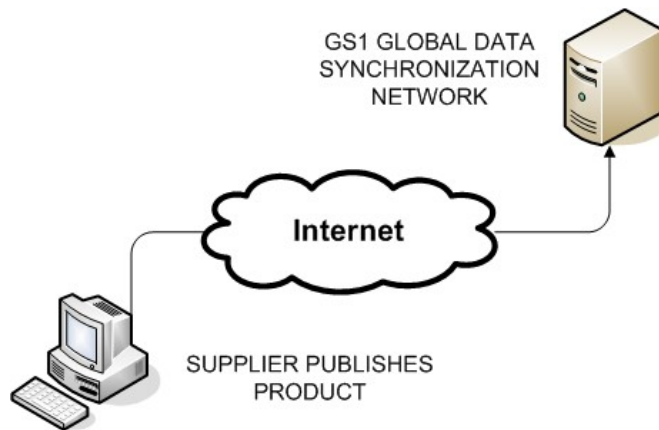 GS1 GLOBAL DATA
SYNCHRONIZATION
NETWORK
Internet
SUPPLIER PUBLISHES
PRODUCT